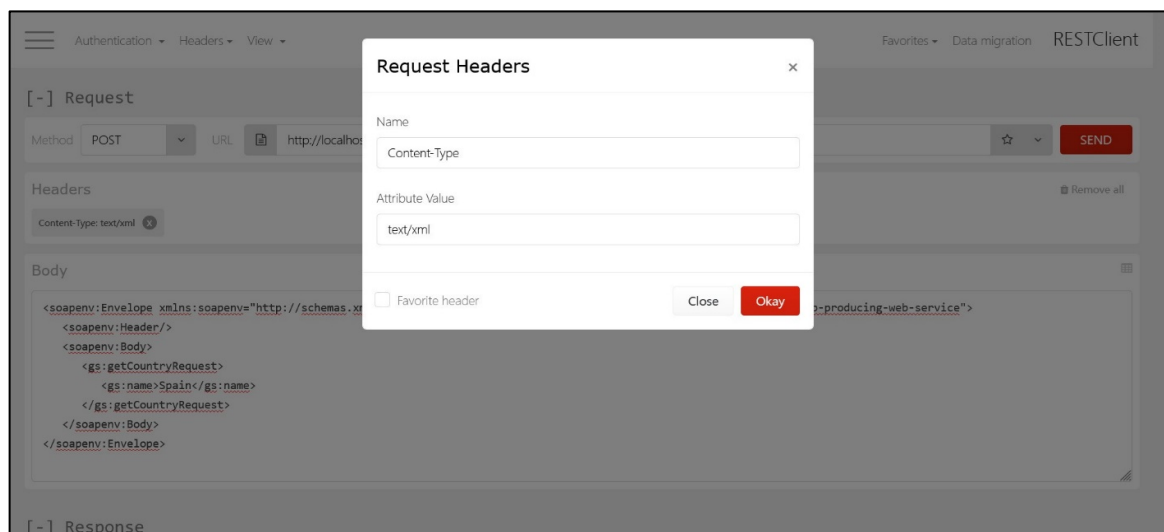 Authentication Headers View Favorites Data migration RESTClient
Request Headers ×
[-] Request
Name
Method POST URL http://localhos SEND
Content-Type
Headers Remove all
Attribute Value
Content-Type: text/xml
text/xml
Body
Favorite header Close Okay
<soapenv:Envelope xmlns:soapenv="http://schemas.xm -producing-web-service">
<soapenv:Header/>
<soapenv:Body>
<gs:getCountryRequest>
<gs:name>Spain</gs:name>
</gs:getCountryRequest>
</soapenv:Body>
</soapenv:Envelope>
[-] Response